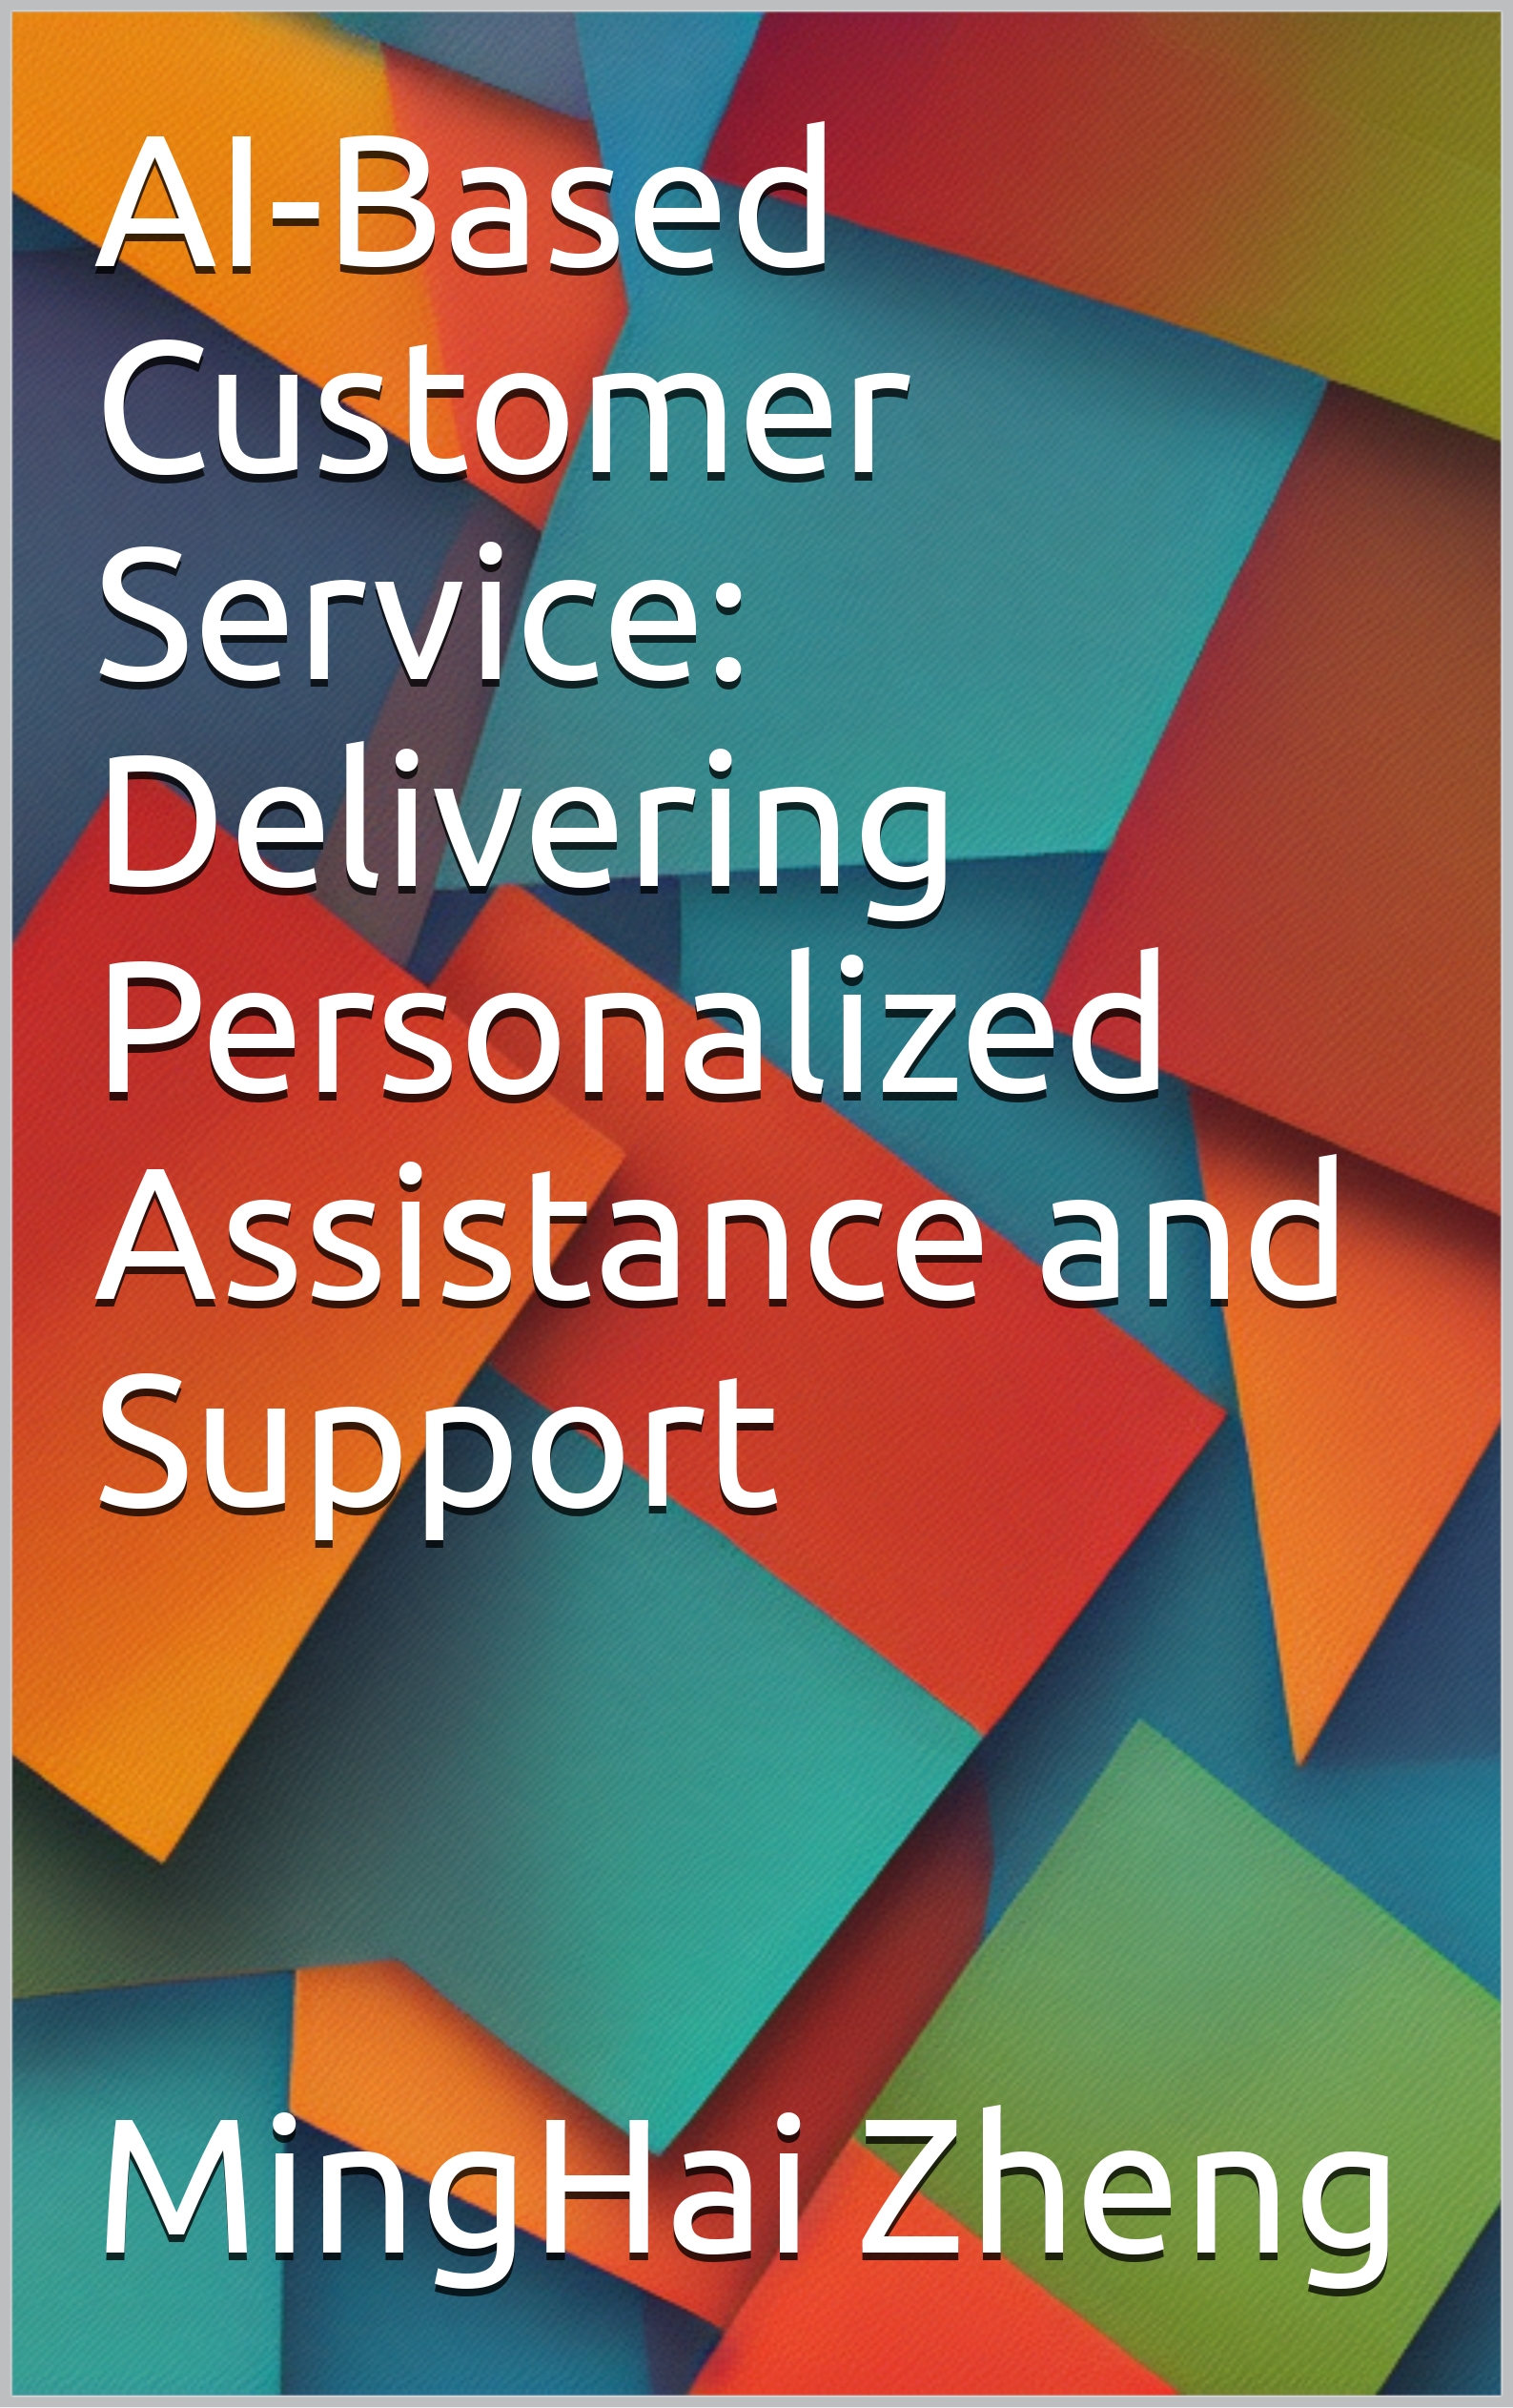 AI-Based
Customer
Service:
Delivering
Personalized
Assistance and
Support
MingHai Zheng